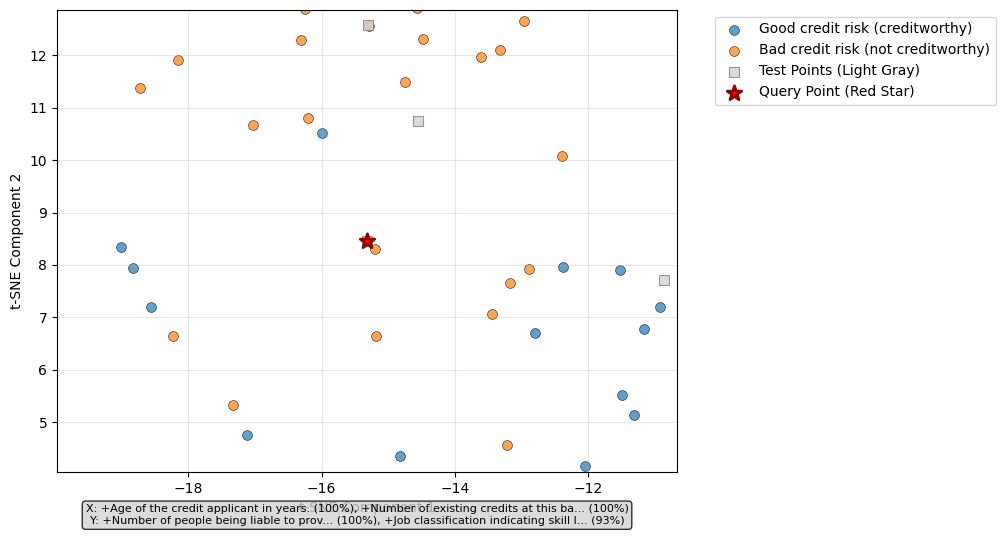 Good credit risk (creditworthy)
Bad credit risk (not creditworthy)
Test Points (Light Gray)
Query Point (Red Star)
t-SNE Component 2
12
11
10
9
8
7
6
5
−18
−16
−14
−12
t-SNE Component 1
X: +Age of the credit applicant in years. (100%), +Number of existing credits at this ba... (100%)
Y: +Number of people being liable to prov... (100%), +Job classification indicating skill l... (93%)